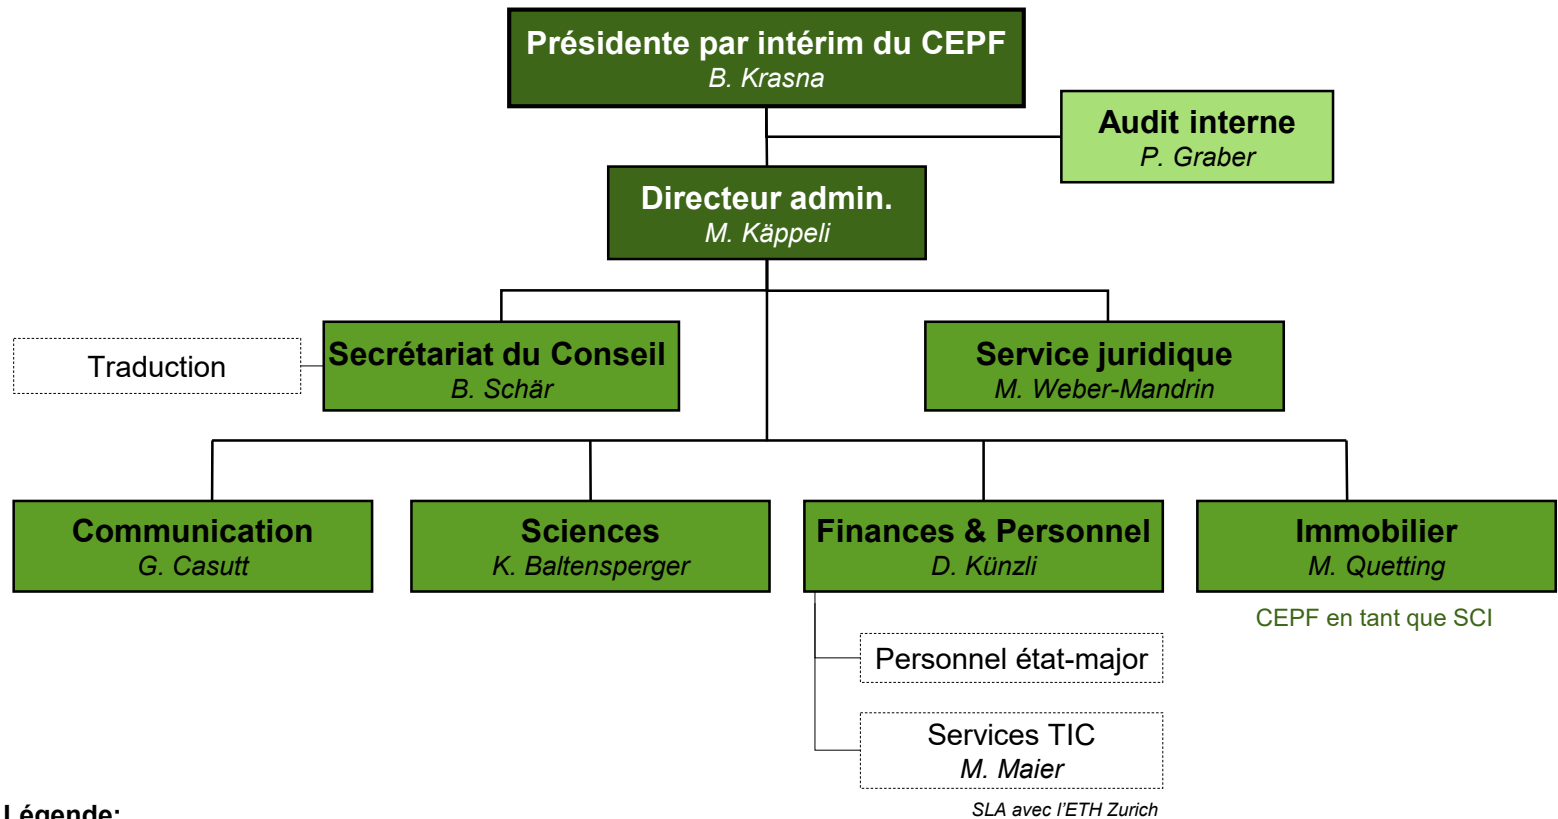 Présidente par intérim du CEPF
B. Krasna
Audit interne
P. Graber
Directeur admin.
M. Käppeli
Traduction
Secrétariat du Conseil
B. Schär
Service juridique
M. Weber-Mandrin
Communication
G. Casutt
Sciences
K. Baltensperger
Finances & Personnel
D. Künzli
Immobilier
M. Quetting
CEPF en tant que SCI
Personnel état-major
Services TIC
M. Maier
SLA avec l'ETH Zurich
Légende: